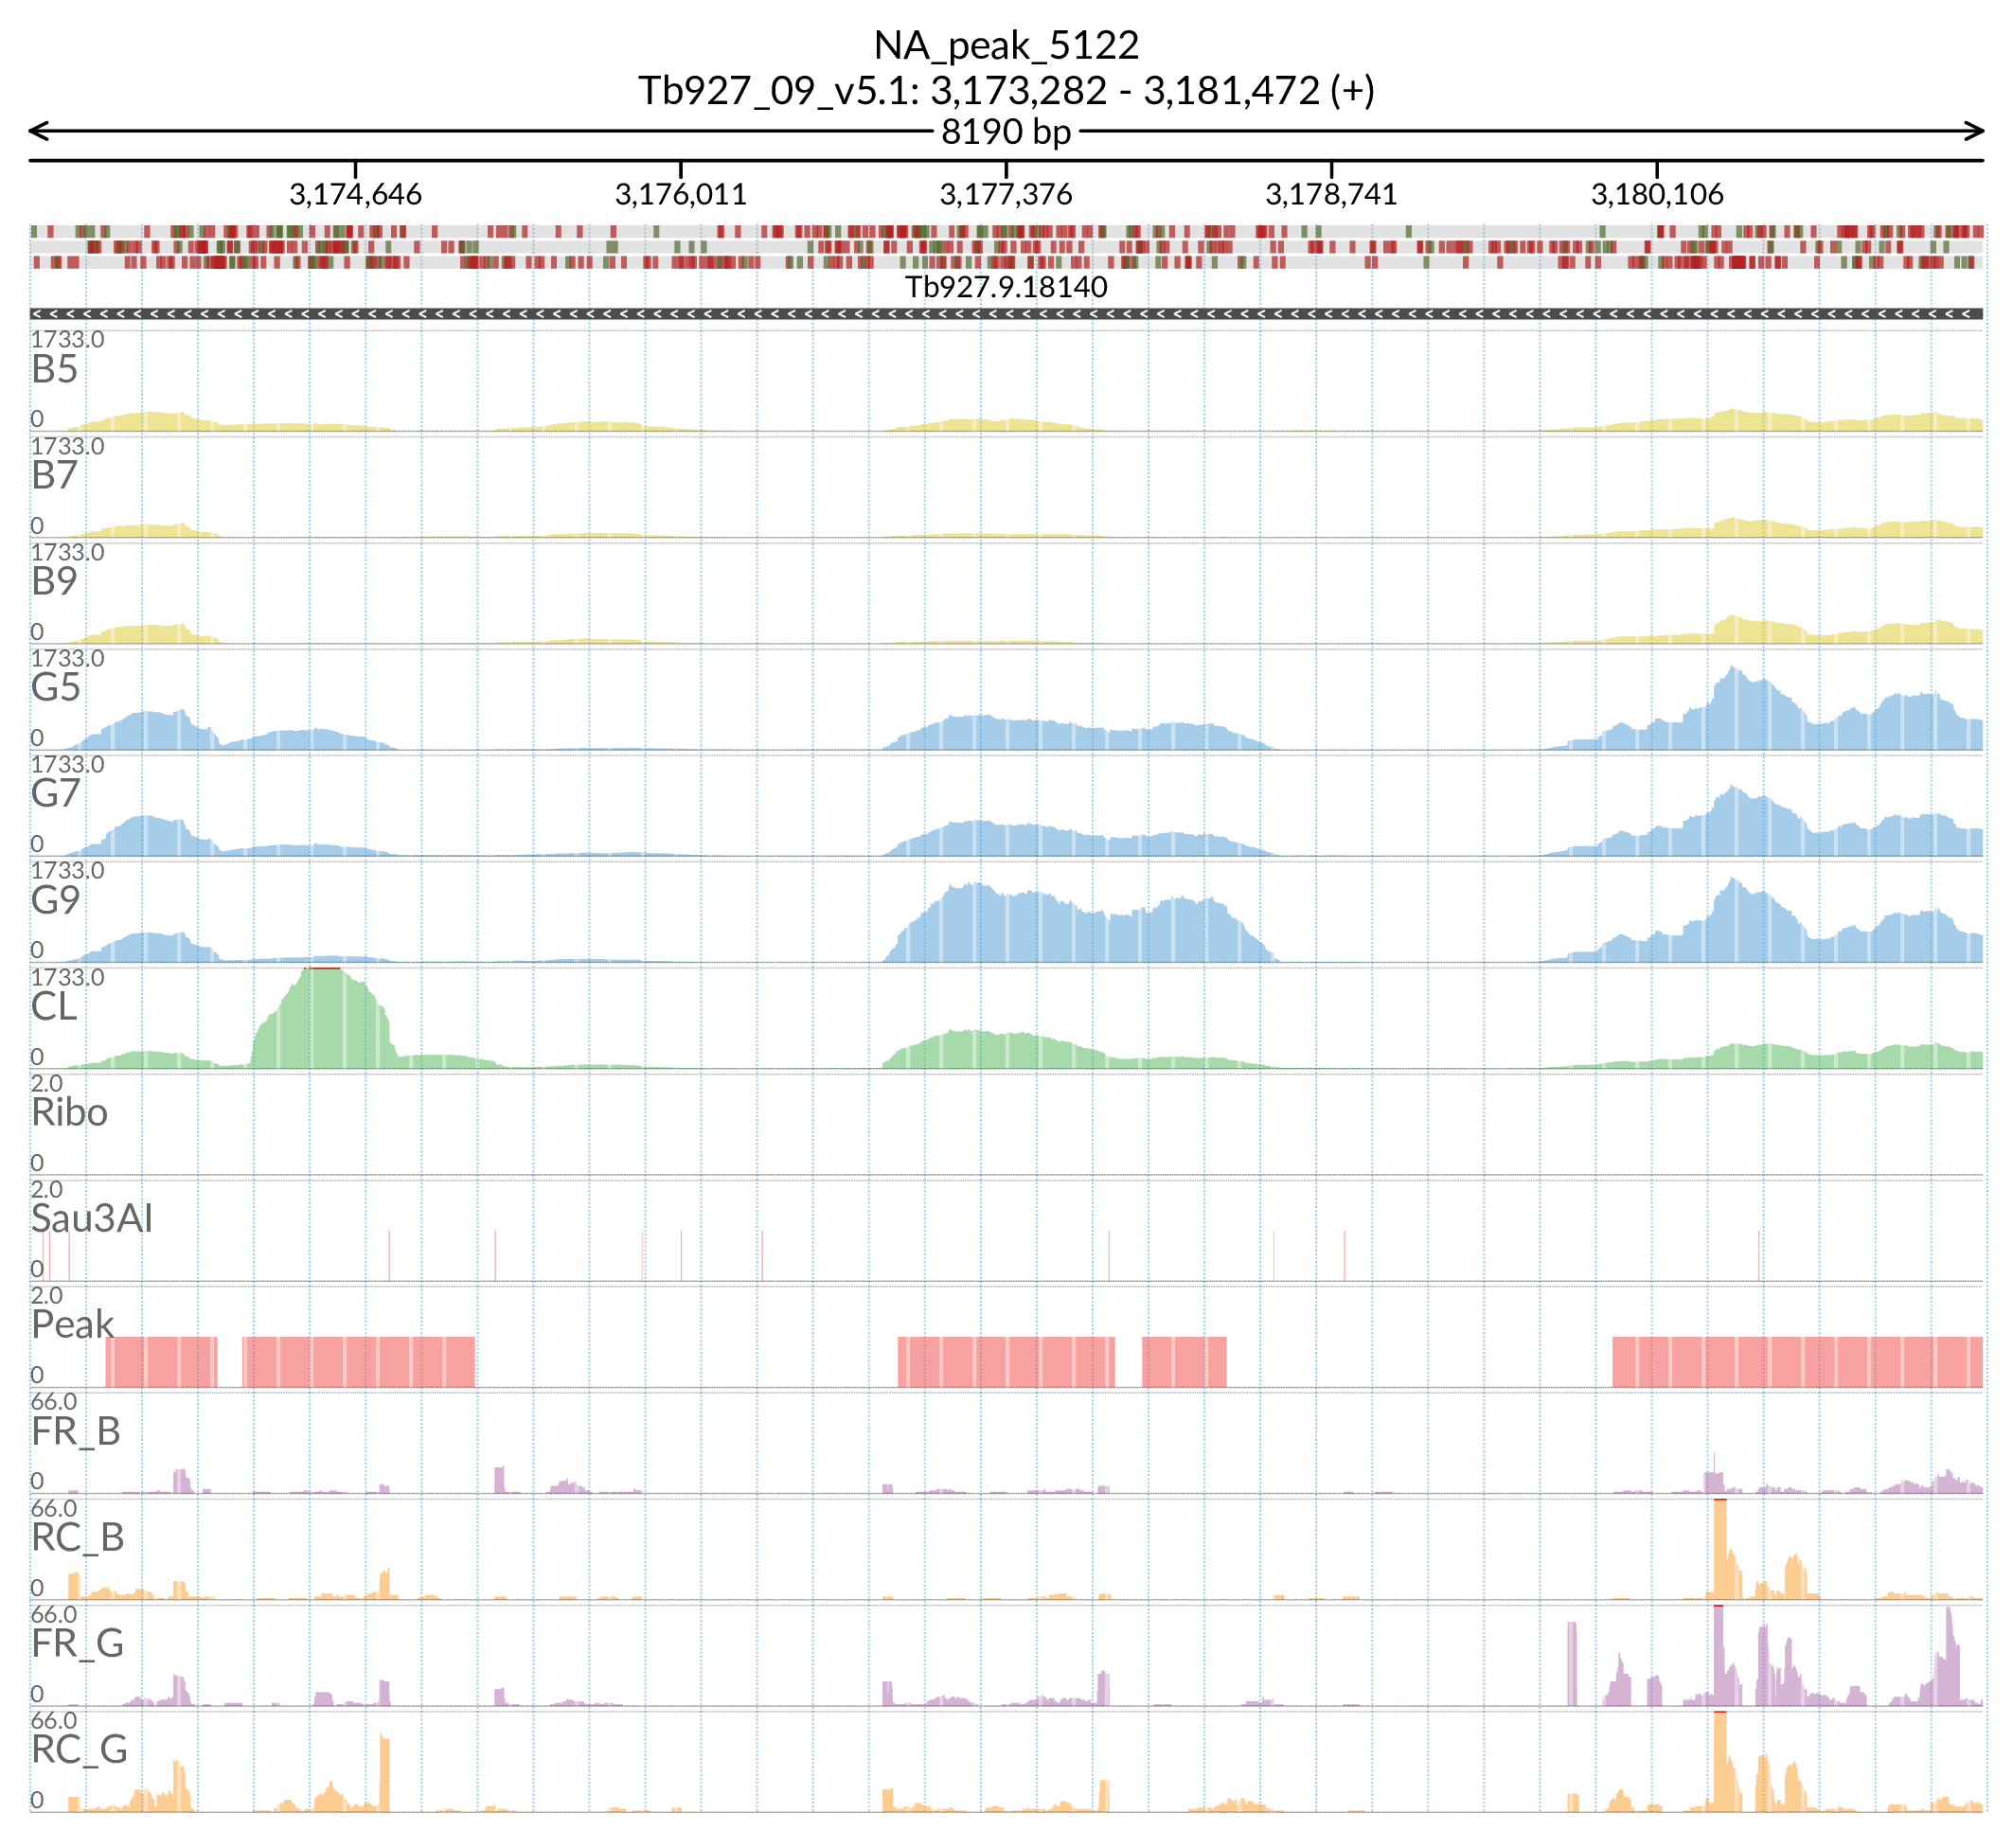 NA_peak_5122
Tb927_09_v5.1: 3,173,282 - 3,181,472 (+)
8190 bp
3,174,646 3,176,011 3,177,376 3,178,741 3,180,106
Tb927.9.18140
1733.0
B5
0
1733.0
B7
0
1733.0
B9
0
1733.0
G5
0
1733.0
G7
0
1733.0
G9
0
1733.0
CL
0
2.0
Ribo
0
2.0
Sau3AI
0
2.0
Peak
0
66.0
FR_B
0
66.0
RC_B
0
66.0
FR_G
0
66.0
RC_G
0